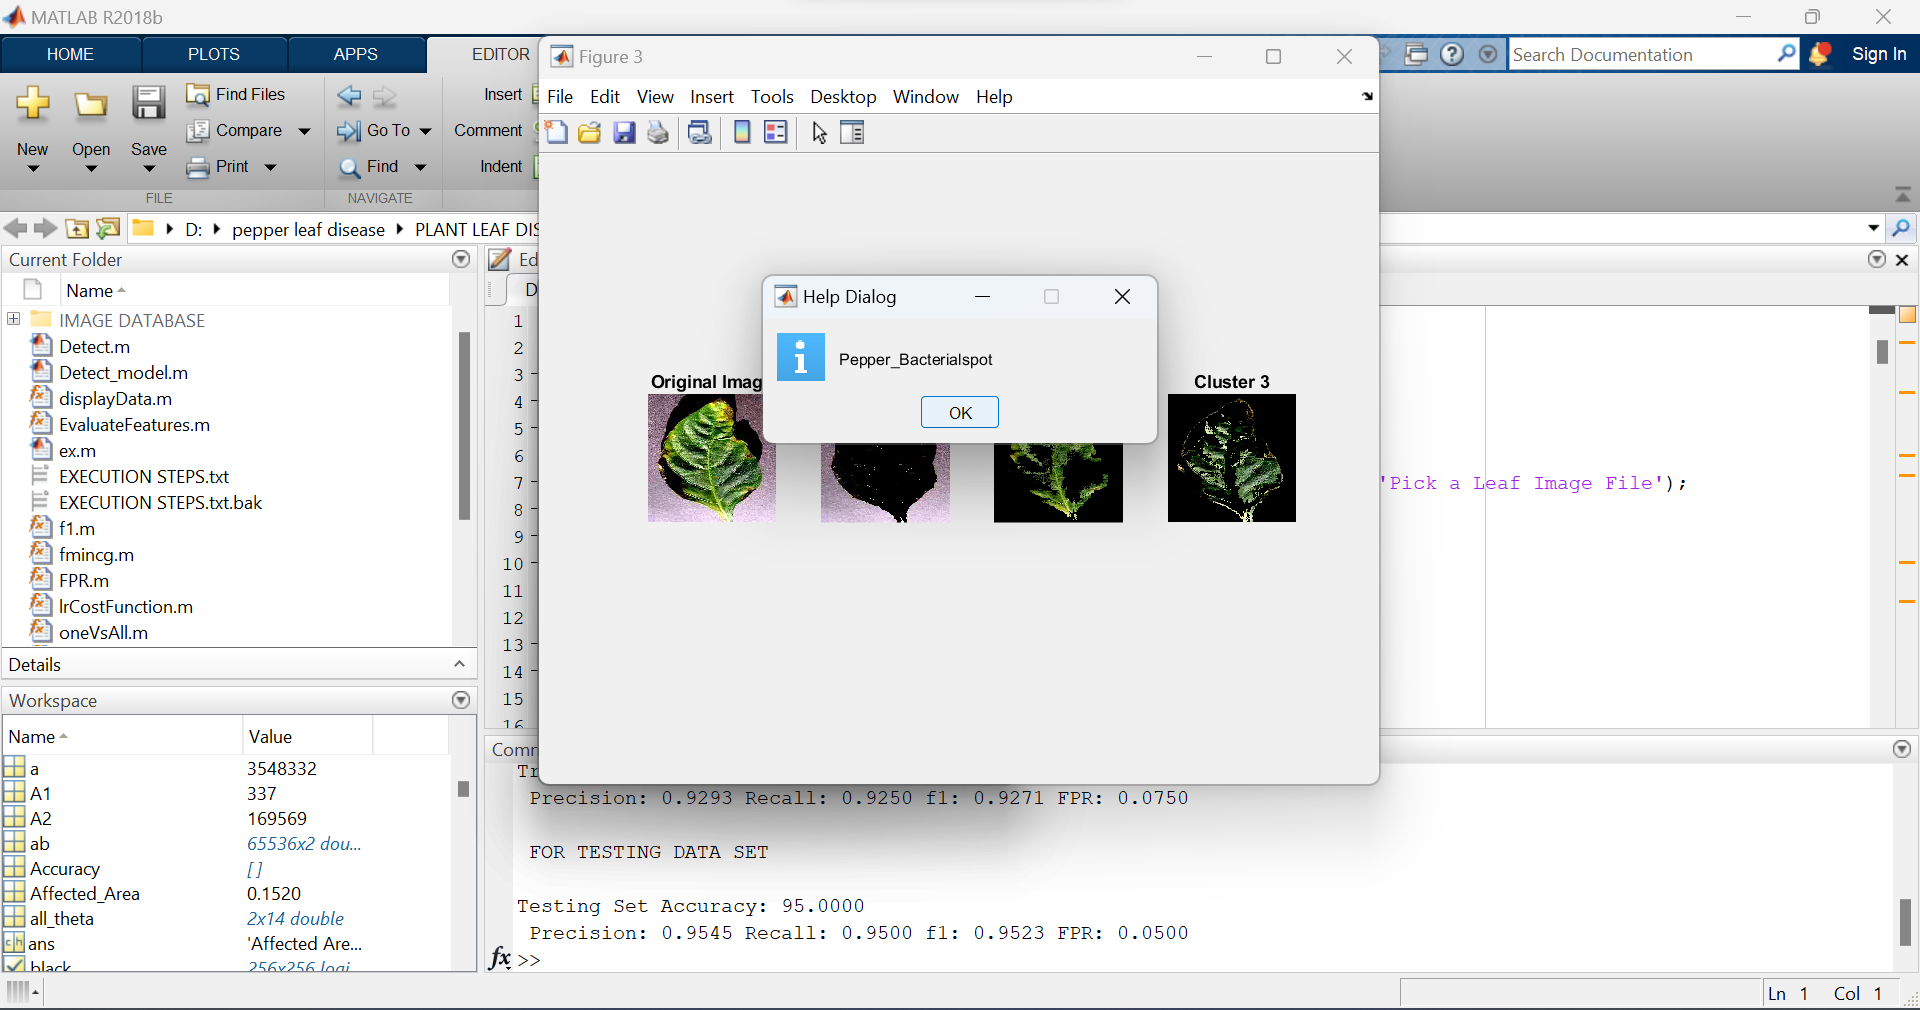 MATLAB R2018b
HOME PLOTS APPS EDITOR
Search Documentation
Sign In
New
Open
Save
Find Files
Compare
Print
FILE
Go To
Find
NAVIGATE
Insert
Comment
Indent
D: pepper leaf disease PLANT LEAF DIS
Current Folder
Name
IMAGE DATABASE
Detect.m
Detect_model.m
displayData.m
EvaluateFeatures.m
ex.m
EXECUTION STEPS.txt
EXECUTION STEPS.txt.bak
f1.m
fmincg.m
FPR.m
lrCostFunction.m
oneVsAll.m
Details
Workspace
Name Value
a 3548332
A1 337
A2 169569
ab 65536x2 dou...
Accuracy []
Affected_Area 0.1520
all_theta 2x14 double
ans 'Affected Are...
black 256x256 logi
Ed
D
1
2
3
4
5
6
7
8
9
10
11
12
13
14
15
16
'Pick a Leaf Image File');
Figure 3
File Edit View Insert Tools Desktop Window Help
Original Imag
Cluster 3
Help Dialog
Pepper_Bacterialspot
OK
Comm
Tr
Precision: 0.9293 Recall: 0.9250 f1: 0.9271 FPR: 0.0750
FOR TESTING DATA SET
Testing Set Accuracy: 95.0000
Precision: 0.9545 Recall: 0.9500 f1: 0.9523 FPR: 0.0500
fx >>
Ln 1 Col 1